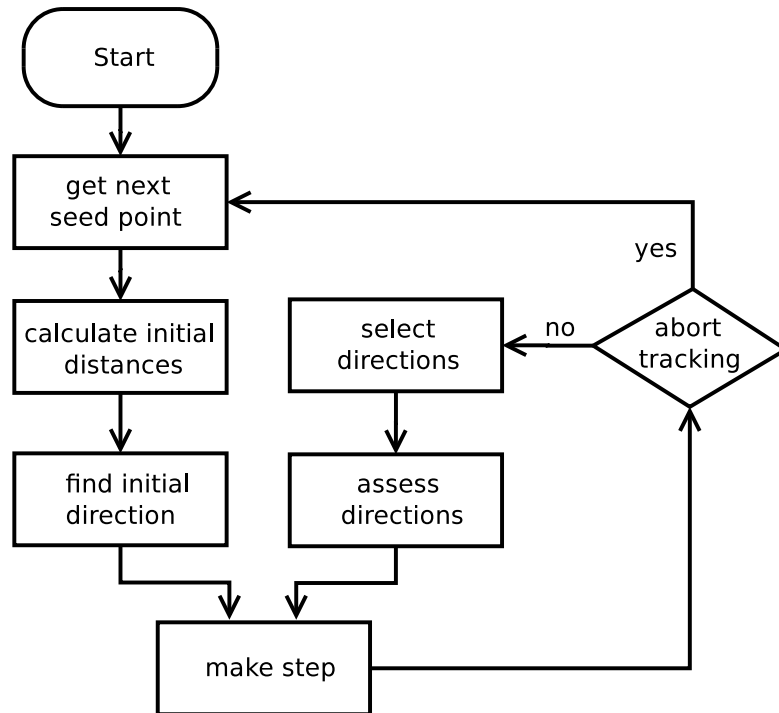 Start
get next
seed point
yes
calculate initial
distances
select
directions
no
abort
tracking
find initial
direction
assess
directions
make step